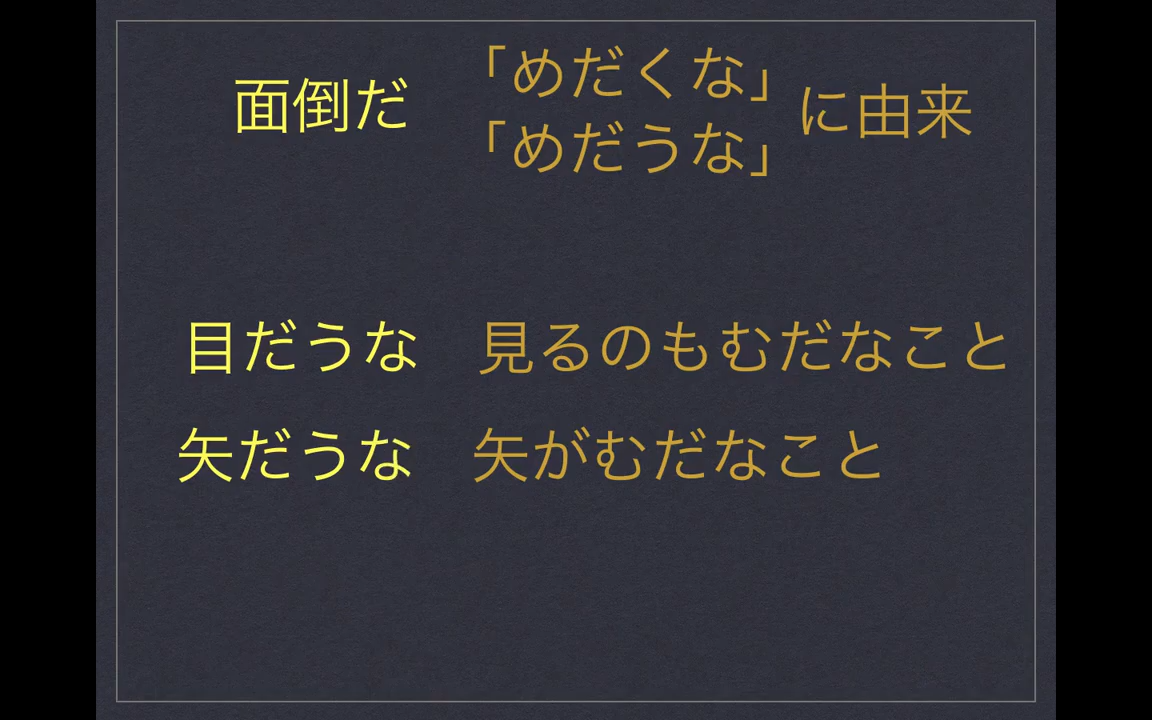 面倒だ 「めだくな」「めだうな」に由来
目だうな 見るのもむだなこと
矢だうな 矢がむだなこと